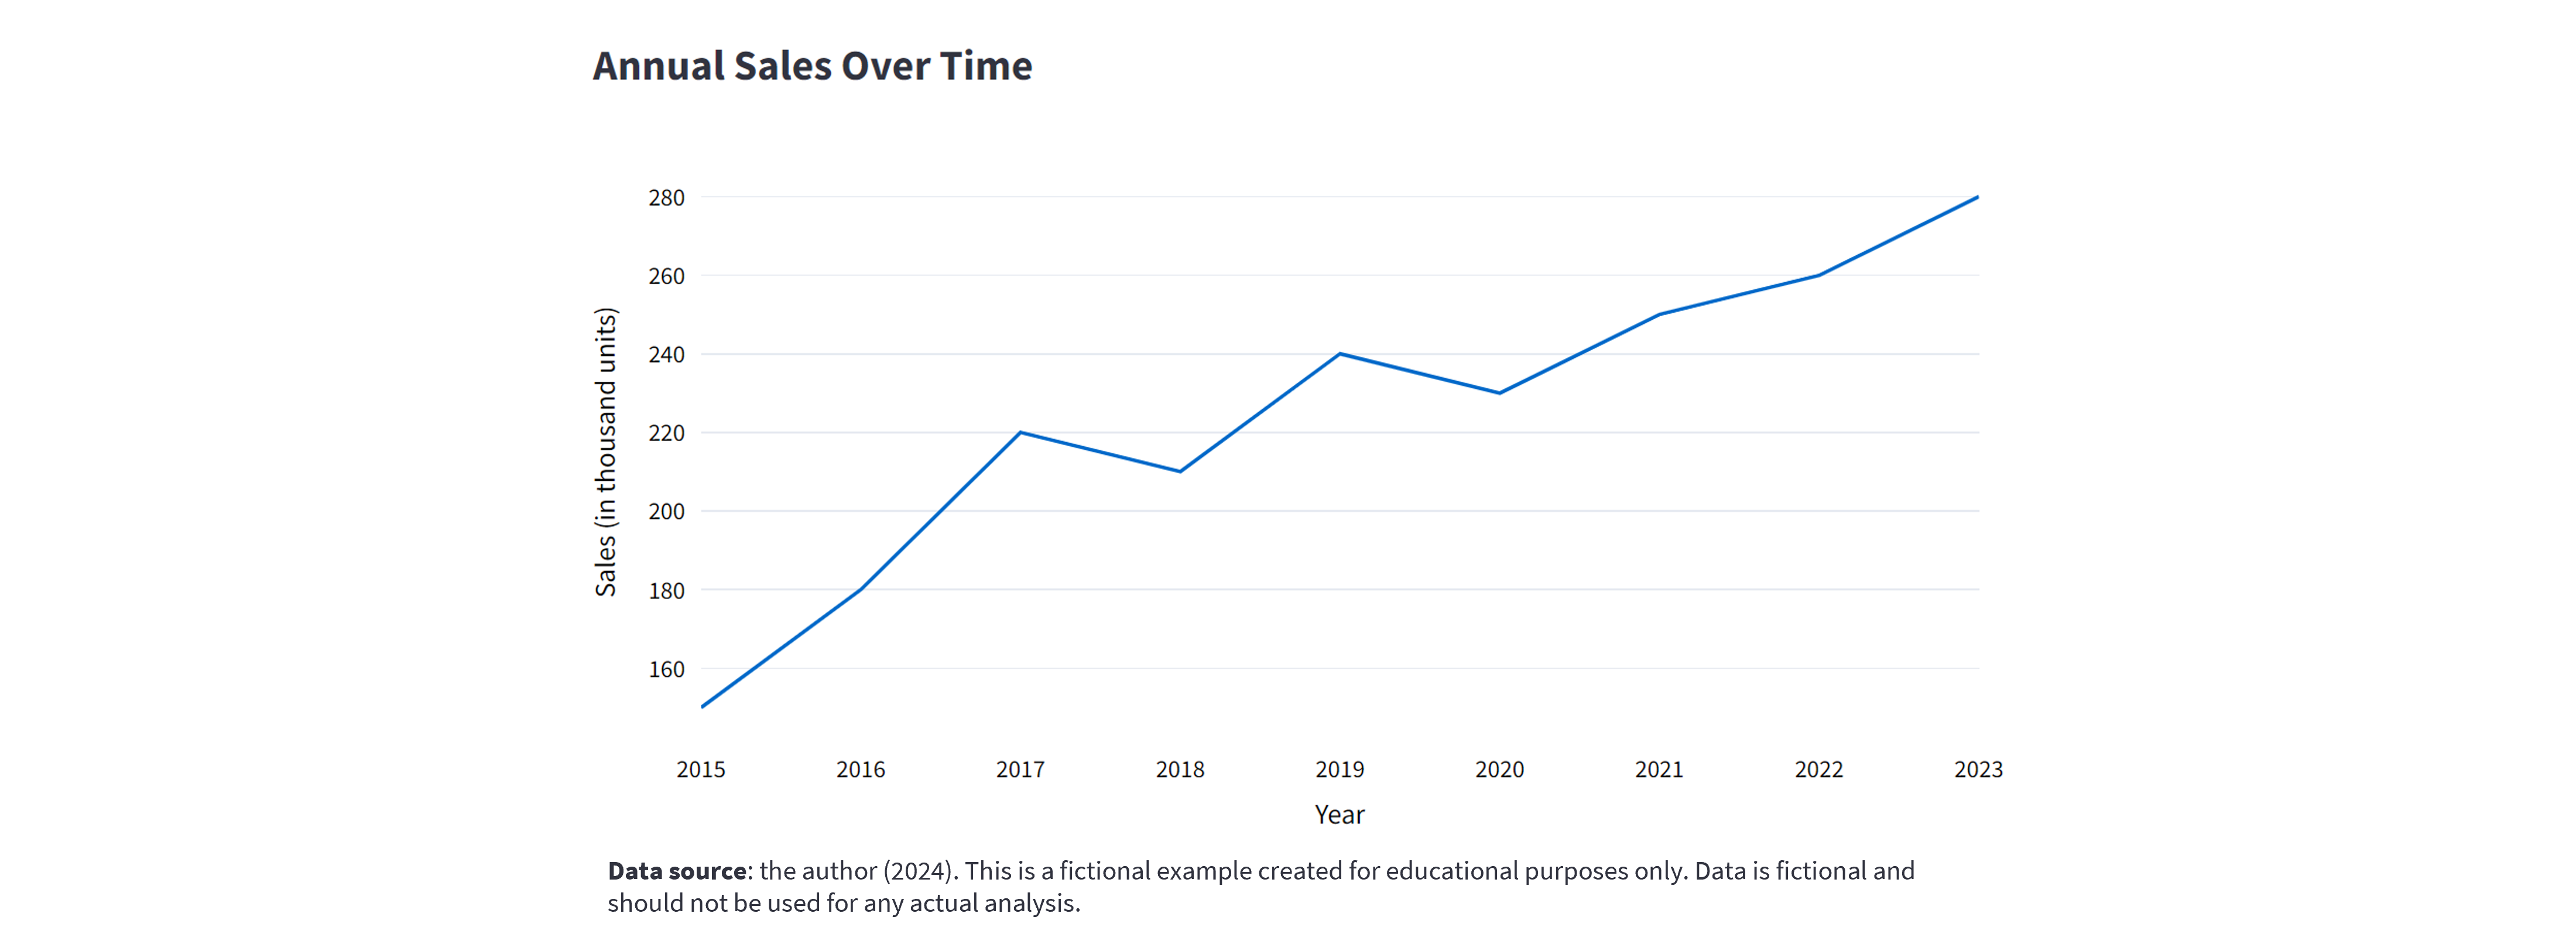 Annual Sales Over Time
280
260
240
220
200
180
160
Sales (in thousand units)
2015 2016 2017 2018 2019 2020 2021 2022 2023
Year
Data source: the author (2024). This is a fictional example created for educational purposes only. Data is fictional and
should not be used for any actual analysis.